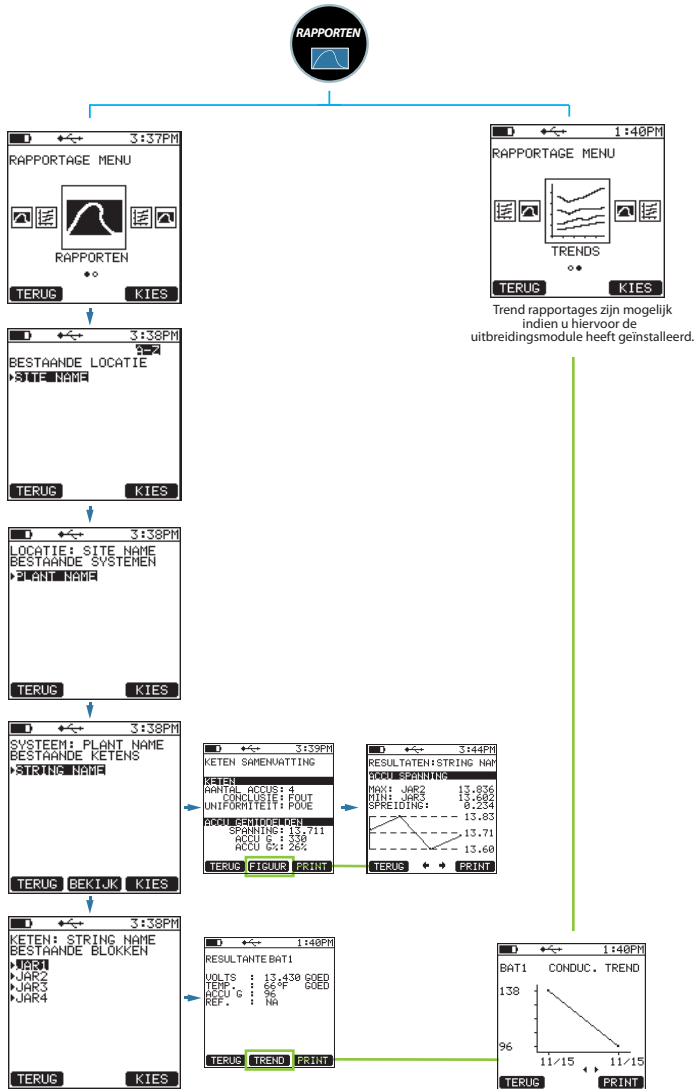 RAPPORTEN
3:37PM
RAPPORTAGE MENU
RAPPORTEN
TERUG KIES
1:40PM
RAPPORTAGE MENU
TRENDS
TERUG KIES
Trend rapportages zijn mogelijk
indien u hiervoor de
uitbreidingsmodule heeft geïnstalleerd.
3:38PM
A-Z
BESTAANDE LOCATIE
SITE NAME
TERUG KIES
3:38PM
LOCATIE: SITE NAME
BESTAANDE SYSTEMEN
PLANT NAME
TERUG KIES
3:38PM
SYSTEEM: PLANT NAME
BESTAANDE KETENS
STRING NAME
TERUG BEKIJK KIES
3:39PM
KETEN SAMENVATTING
KETEN
AANTAL ACCUS: 4
CONCLUSIE: FOUT
UNIFORMITEIT: POVE
ACCU GEMIDDELDEN
SPANNING: 13.711
ACCU G : 330
ACCU G%: 26%
TERUG FIGUUR PRINT
3:44PM
RESULTATEN:STRING NAM
ACCU SPANNING
MAX: JAR2 13.836
MIN: JAR3 13.602
SPREIDING: 0.234
13.83
13.71
13.60
TERUG PRINT
3:38PM
KETEN: STRING NAME
BESTAANDE BLOKKEN
JAR1
JAR2
JAR3
JAR4
TERUG KIES
1:40PM
RESULTANTE BAT1
VOLTS : 13.430 GOED
TEMP. : 66°F GOED
ACCU G : 96
REF. : NA
TERUG TREND PRINT
1:40PM
BAT1 CONDUC. TREND
138
96
11/15 11/15
TERUG PRINT